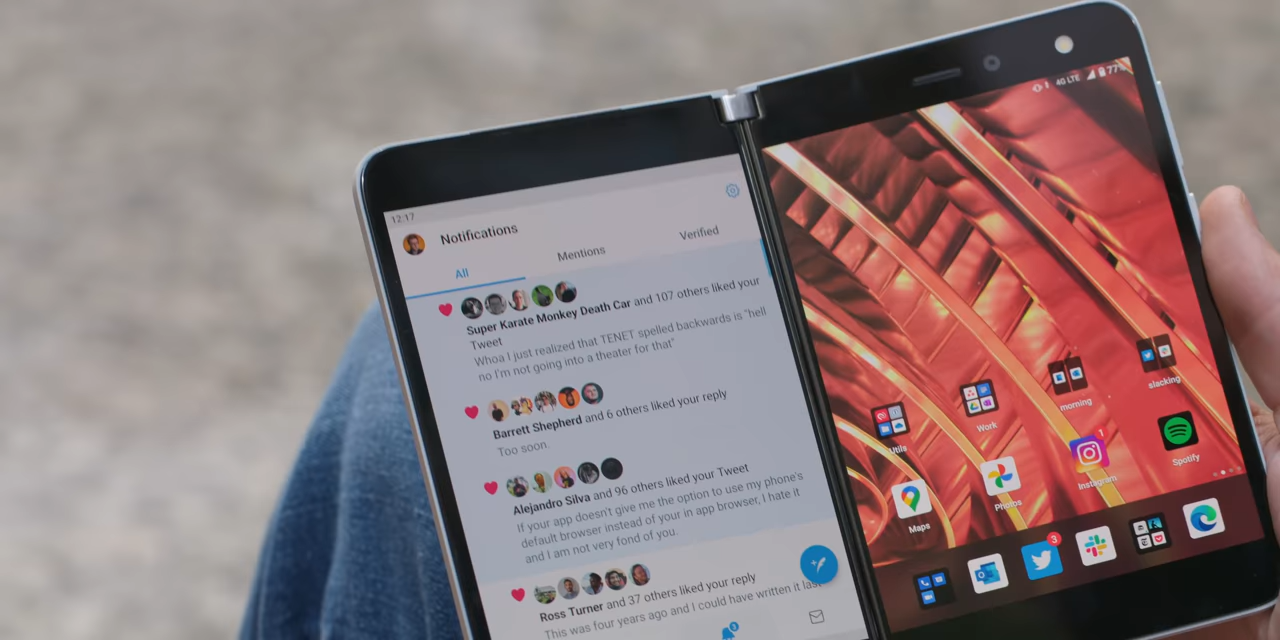 12:17
Notifications
All
Mentions
Verified
Super Karate Monkey Death Car and 107 others liked your
Tweet
Whoa I just realized that TENET spelled backwards is "hell
no I'm not going into a theater for that"
Barrett Shepherd and 6 others liked your reply
Too soon.
Alejandro Silva and 96 others liked your Tweet
If your app doesn't give me the option to use my phone's
default browser instead of your in app browser, I hate it
and I am not very fond of you.
Ross Turner and 37 others liked your reply
This was four years ago and I could have written it
3
4G LTE
77%
Utils
Work
morning
slacking
Maps
Photos
1
Instagram
Spotify
3